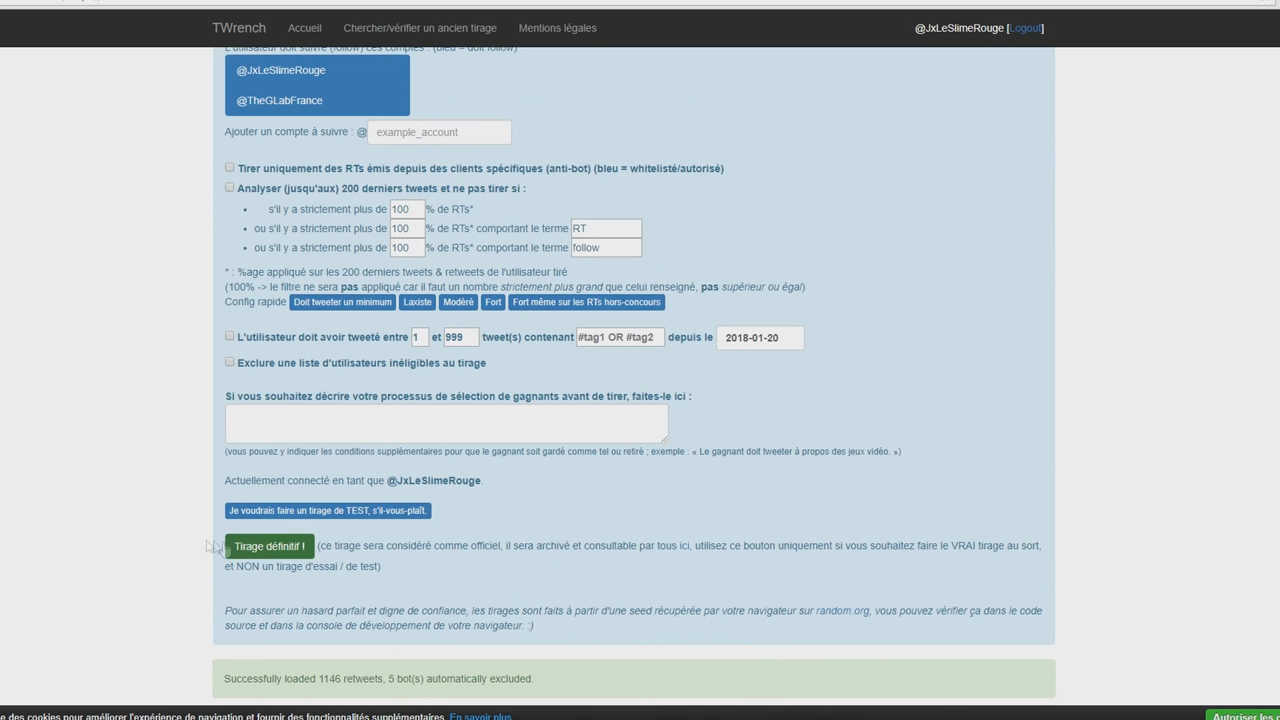 TWrench Accueil Chercher/vérifier un ancien tirage Mentions légales @JxLeSlimeRouge [Logout]
L'utilisateur doit suivre (follow) ces comptes : (bleu = doit follow)
@JxLeSlimeRouge
@TheGLabFrance
Ajouter un compte à suivre : @ example_account
Tirer uniquement des RTs émis depuis des clients spécifiques (anti-bot) (bleu = whitelisté/autorisé)
Analyser (jusqu'aux) 200 derniers tweets et ne pas tirer si :
• s'il y a strictement plus de 100 % de RTs*
• ou s'il y a strictement plus de 100 % de RTs* comportant le terme RT
• ou s'il y a strictement plus de 100 % de RTs* comportant le terme follow
* : %age appliqué sur les 200 derniers tweets & retweets de l'utilisateur tiré
(100% -> le filtre ne sera pas appliqué car il faut un nombre strictement plus grand que celui renseigné, pas supérieur ou égal)
Config rapide Doit tweeter un minimum Laxiste Modéré Fort Fort même sur les RTs hors-concours
L'utilisateur doit avoir tweeté entre 1 et 999 tweet(s) contenant #tag1 OR #tag2 depuis le 2018-01-20
Exclure une liste d'utilisateurs inéligibles au tirage
Si vous souhaitez décrire votre processus de sélection de gagnants avant de tirer, faites-le ici :
(vous pouvez y indiquer les conditions supplémentaires pour que le gagnant soit gardé comme tel ou retiré ; exemple : « Le gagnant doit tweeter à propos des jeux vidéo. »)
Actuellement connecté en tant que @JxLeSlimeRouge.
Je voudrais faire un tirage de TEST, s'il-vous-plaît.
Tirage définitif ! (ce tirage sera considéré comme officiel, il sera archivé et consultable par tous ici, utilisez ce bouton uniquement si vous souhaitez faire le VRAI tirage au sort,
et NON un tirage d'essai / de test)
Pour assurer un hasard parfait et digne de confiance, les tirages sont faits à partir d'une seed récupérée par votre navigateur sur random.org, vous pouvez vérifier ça dans le code
source et dans la console de développement de votre navigateur. :)
Successfully loaded 1146 retweets, 5 bot(s) automatically excluded.
e des cookies pour améliorer l'expérience de navigation et fournir des fonctionnalités supplémentaires. En savoir plus Autoriser les